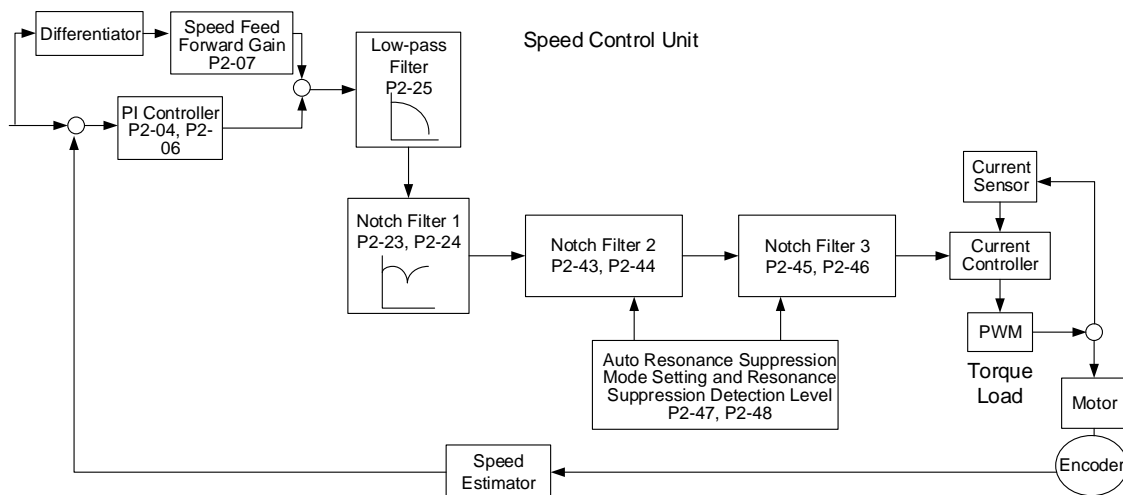 Speed Control Unit
Differentiator
Speed Feed
Forward Gain
P2-07
PI Controller
P2-04, P2-
06
Low-pass
Filter
P2-25
Notch Filter 1
P2-23, P2-24
Notch Filter 2
P2-43, P2-44
Notch Filter 3
P2-45, P2-46
Current
Sensor
Current
Controller
PWM
Torque
Load
Auto Resonance Suppression
Mode Setting and Resonance
Suppression Detection Level
P2-47, P2-48
Motor
Encoder
Speed
Estimator